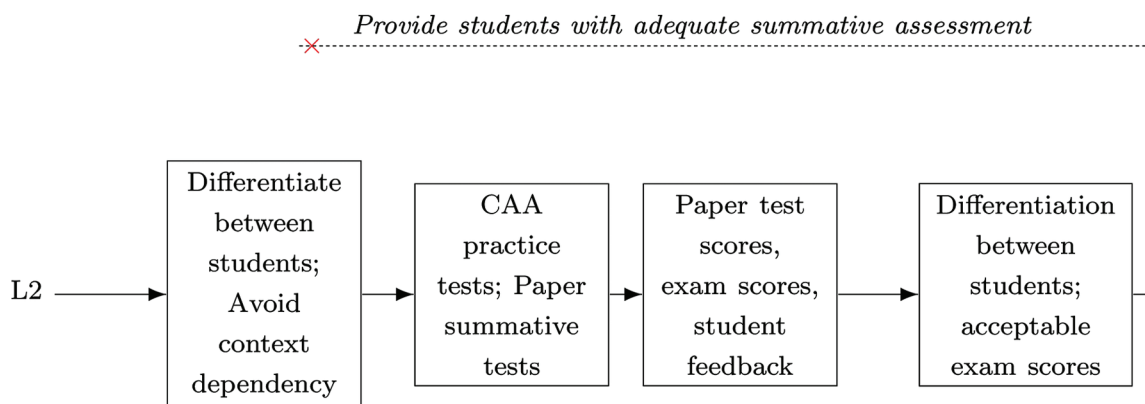 Provide students with adequate summative assessment
L2
Differentiate
between
students;
Avoid
context
dependency
CAA
practice
tests; Paper
summative
tests
Paper test
scores,
exam scores,
student
feedback
Differentiation
between
students;
acceptable
exam scores